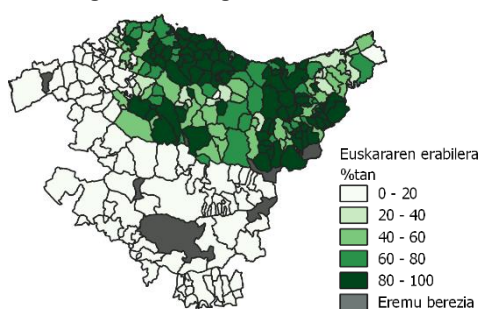 Euskararen erabilera
%tan
0 - 20
20 - 40
40 - 60
60 - 80
80 - 100
Eremu berezia